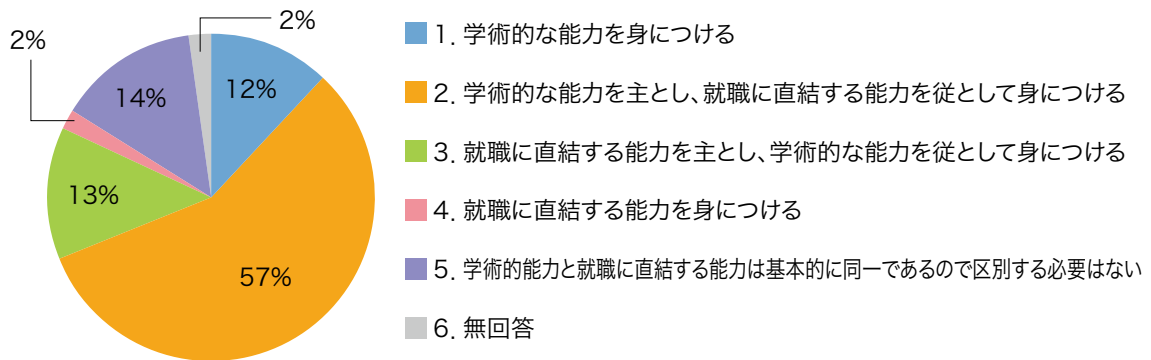 2%
2%
12%
14%
13%
57%
1. 学術的な能力を身につける
2. 学術的な能力を主とし、就職に直結する能力を従として身につける
3. 就職に直結する能力を主とし、学術的な能力を従として身につける
4. 就職に直結する能力を身につける
5. 学術的能力と就職に直結する能力は基本的に同一であるので区別する必要はない
6. 無回答